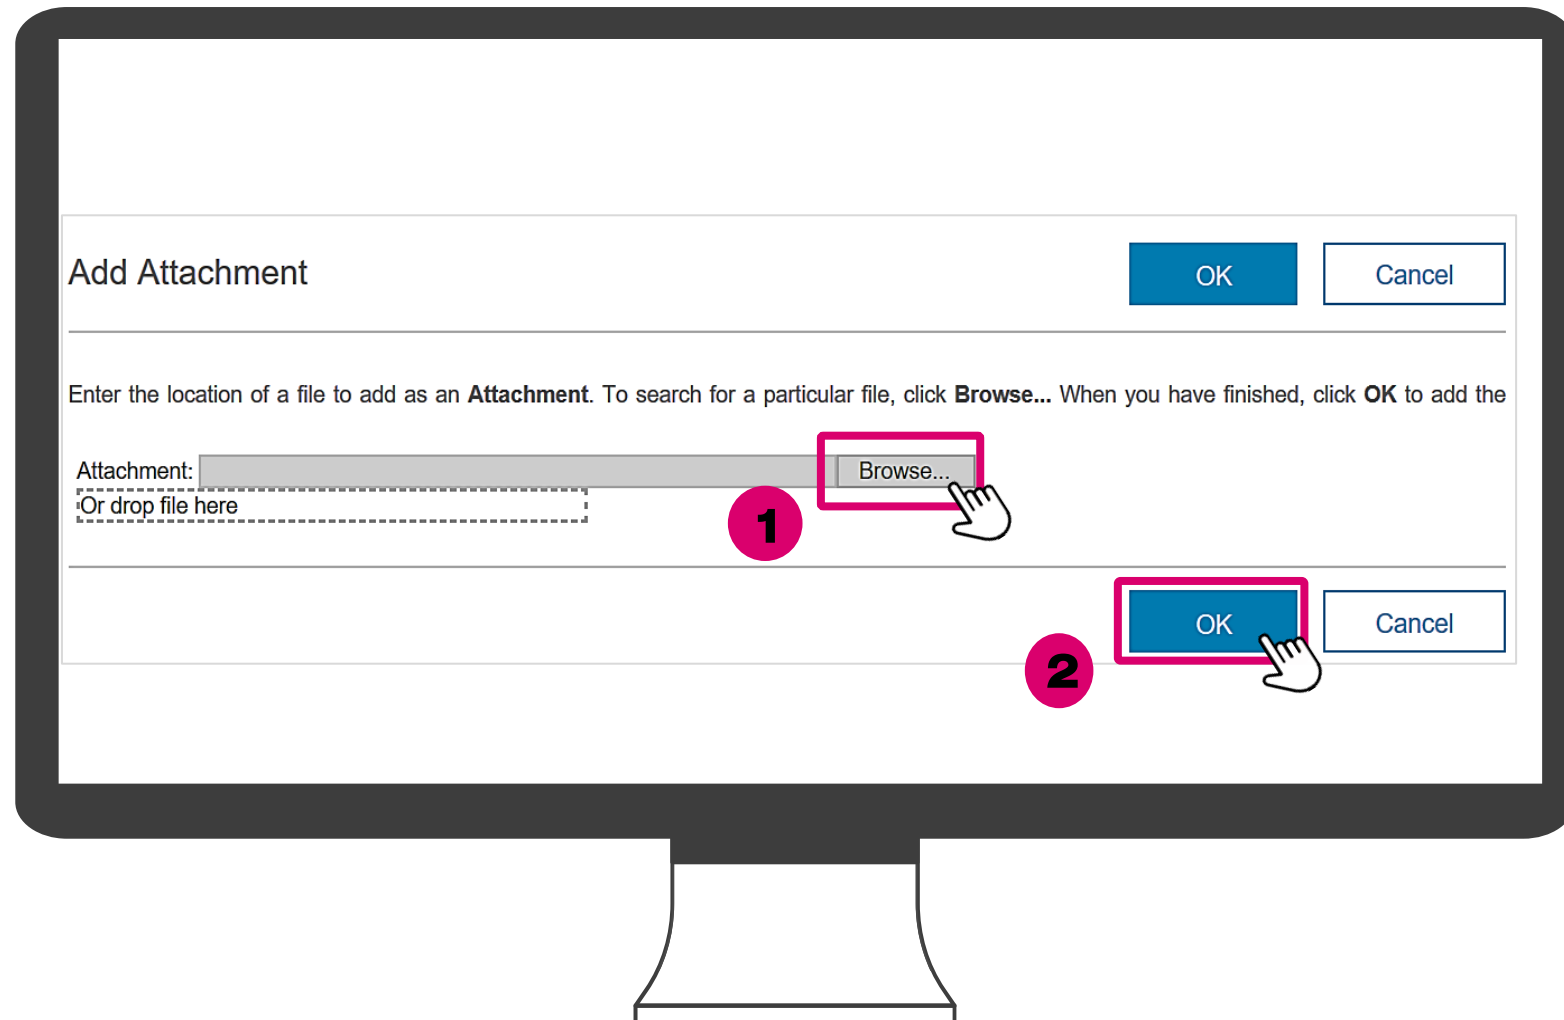 Add Attachment
OK
Cancel
Enter the location of a file to add as an Attachment. To search for a particular file, click Browse... When you have finished, click OK to add the
Attachment:
Browse...
Or drop file here
1
OK
Cancel
2